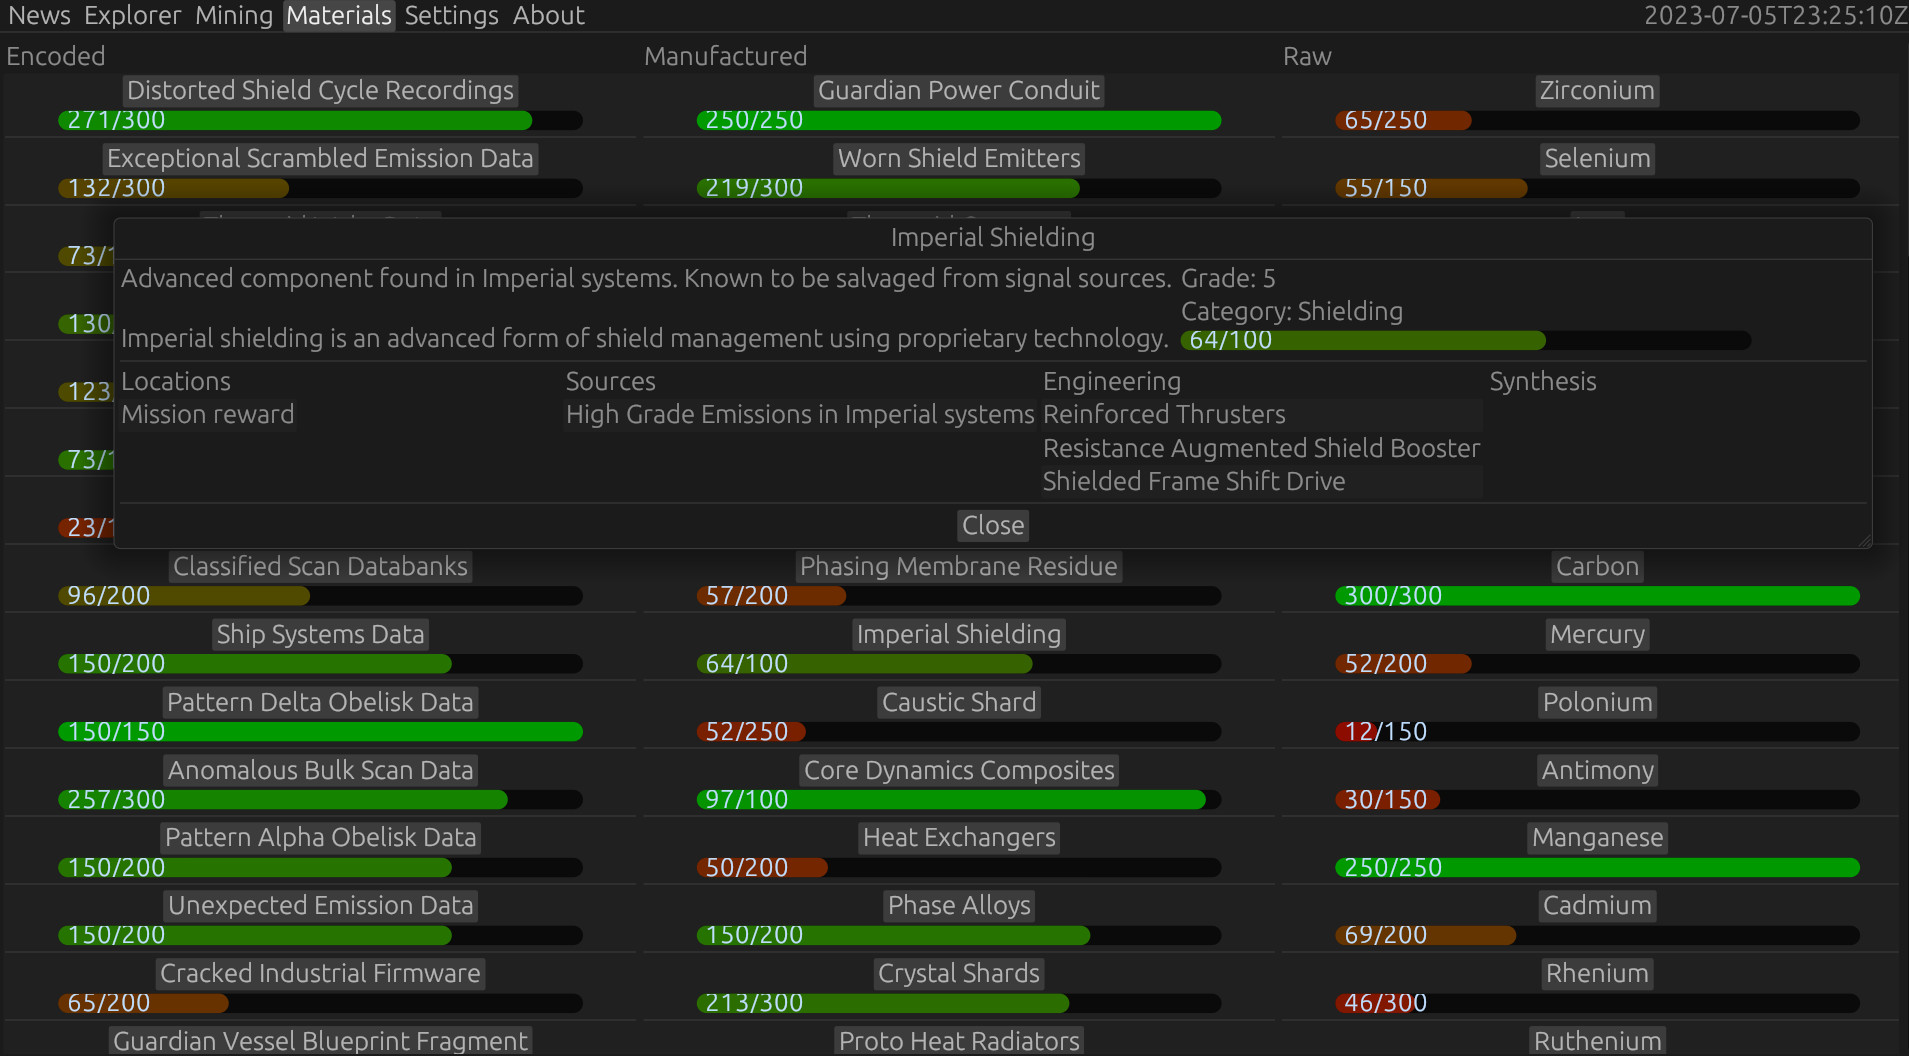 News Explorer Mining Materials Settings About 2023-07-05T23:25:10Z
Encoded Manufactured Raw
Distorted Shield Cycle Recordings Guardian Power Conduit Zirconium
271/300 250/250 65/250
Exceptional Scrambled Emission Data Worn Shield Emitters Selenium
132/300 219/300 55/150
Imperial Shielding
73/1
Advanced component found in Imperial systems. Known to be salvaged from signal sources. Grade: 5
Category: Shielding
130
Imperial shielding is an advanced form of shield management using proprietary technology. 64/100
Locations Sources Engineering Synthesis
123
Mission reward High Grade Emissions in Imperial systems Reinforced Thrusters
Resistance Augmented Shield Booster
73/1
Shielded Frame Shift Drive
23/1
Close
Classified Scan Databanks Phasing Membrane Residue Carbon
96/200 57/200 300/300
Ship Systems Data Imperial Shielding Mercury
150/200 64/100 52/200
Pattern Delta Obelisk Data Caustic Shard Polonium
150/150 52/250 12/150
Anomalous Bulk Scan Data Core Dynamics Composites Antimony
257/300 97/100 30/150
Pattern Alpha Obelisk Data Heat Exchangers Manganese
150/200 50/200 250/250
Unexpected Emission Data Phase Alloys Cadmium
150/200 150/200 69/200
Cracked Industrial Firmware Crystal Shards Rhenium
65/200 213/300 46/300
Guardian Vessel Blueprint Fragment Proto Heat Radiators Ruthenium